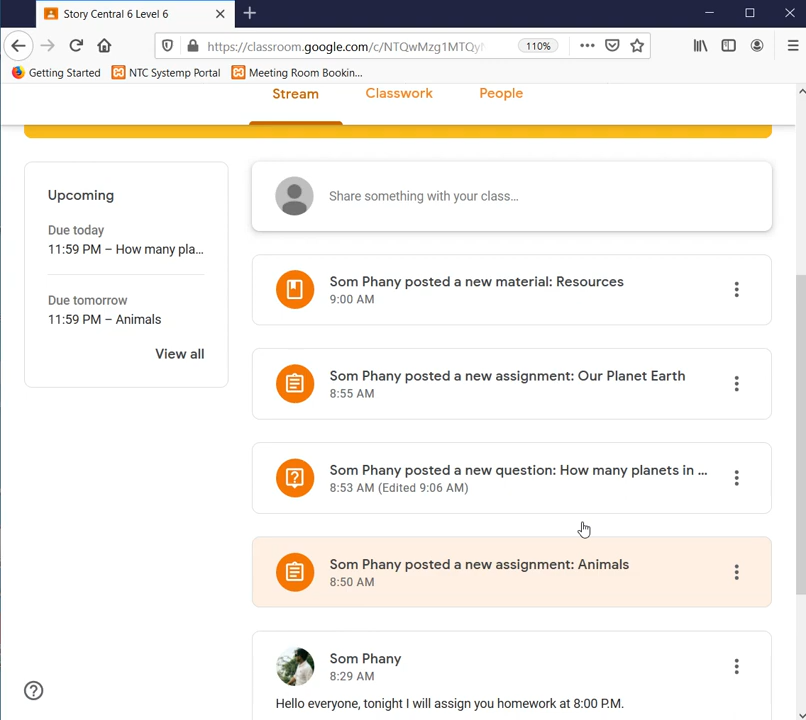 Story Central 6 Level 6
https://classroom.google.com/c/NTQwMzg1MTQy
110%
Getting Started
NTC Systemp Portal
Meeting Room Bookin...
Stream
Classwork
People
Upcoming
Due today
11:59 PM – How many pla...
Due tomorrow
11:59 PM – Animals
View all
Share something with your class...
Som Phany posted a new material: Resources
9:00 AM
Som Phany posted a new assignment: Our Planet Earth
8:55 AM
Som Phany posted a new question: How many planets in ...
8:53 AM (Edited 9:06 AM)
Som Phany posted a new assignment: Animals
8:50 AM
Som Phany
8:29 AM
Hello everyone, tonight I will assign you homework at 8:00 P.M.